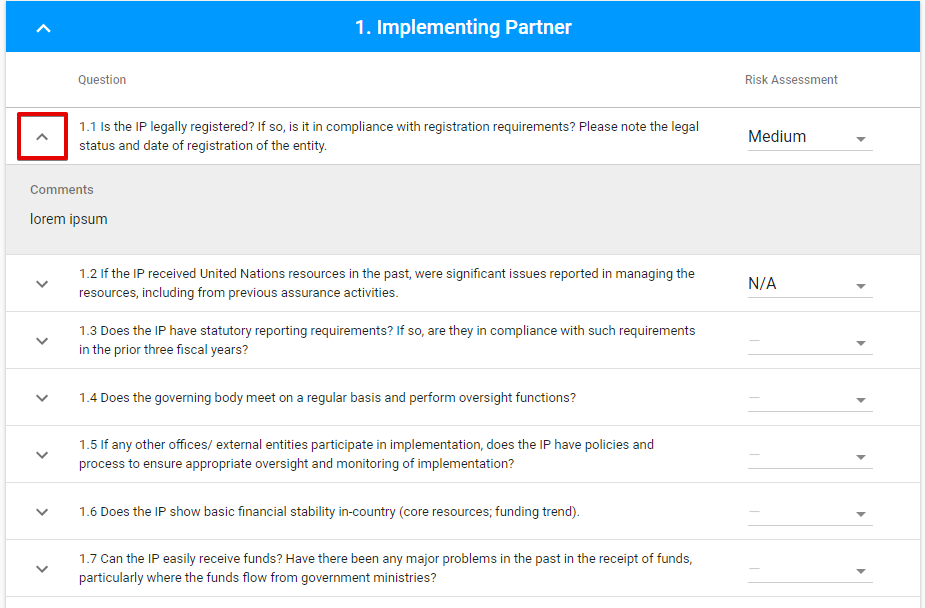 1. Implementing Partner
Question
Risk Assessment
1.1 Is the IP legally registered? If so, is it in compliance with registration requirements? Please note the legal
status and date of registration of the entity.
Medium
Comments
lorem ipsum
1.2 If the IP received United Nations resources in the past, were significant issues reported in managing the
resources, including from previous assurance activities.
N/A
1.3 Does the IP have statutory reporting requirements? If so, are they in compliance with such requirements
in the prior three fiscal years?
—
1.4 Does the governing body meet on a regular basis and perform oversight functions?
—
1.5 If any other offices/ external entities participate in implementation, does the IP have policies and
process to ensure appropriate oversight and monitoring of implementation?
—
1.6 Does the IP show basic financial stability in-country (core resources; funding trend).
—
1.7 Can the IP easily receive funds? Have there been any major problems in the past in the receipt of funds,
particularly where the funds flow from government ministries?
—